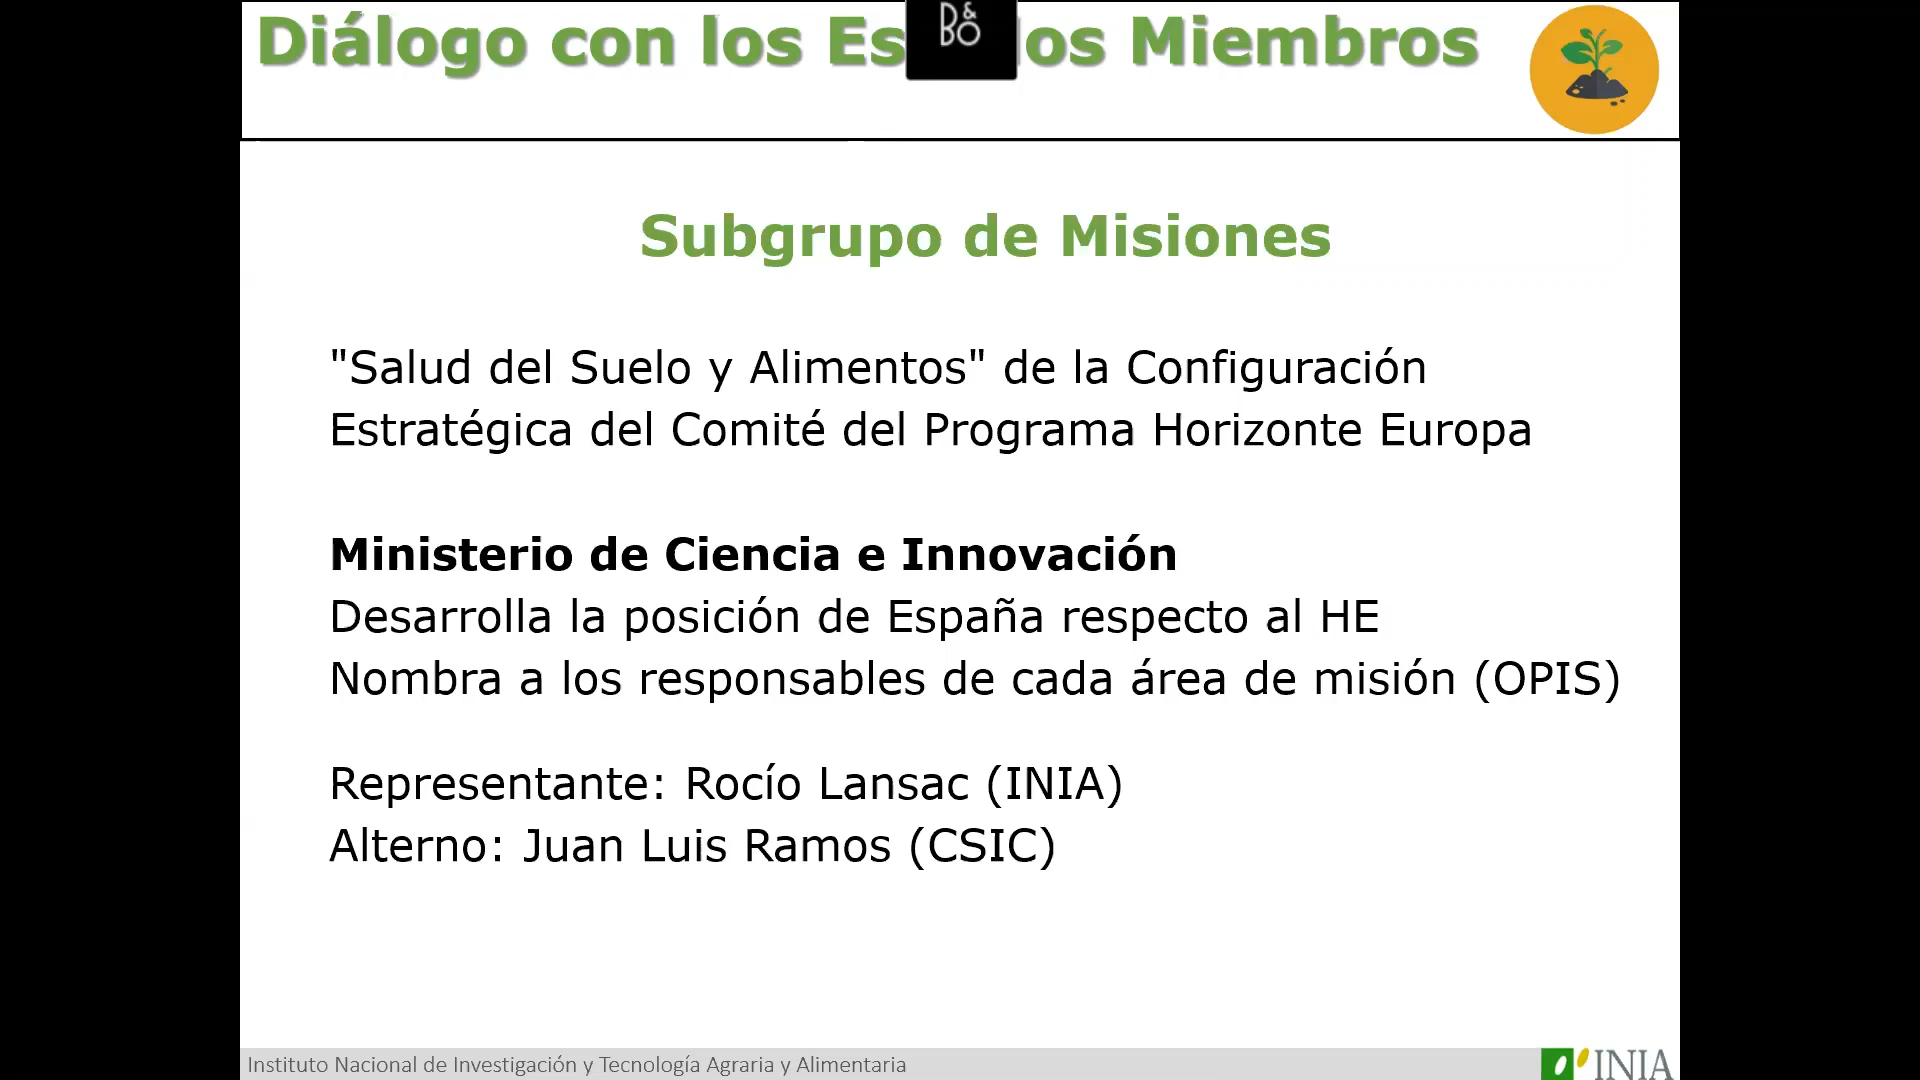 Diálogo con los Es os Miembros
B&O
Subgrupo de Misiones
"Salud del Suelo y Alimentos" de la Configuración
Estratégica del Comité del Programa Horizonte Europa
Ministerio de Ciencia e Innovación
Desarrolla la posición de España respecto al HE
Nombra a los responsables de cada área de misión (OPIS)
Representante: Rocío Lansac (INIA)
Alterno: Juan Luis Ramos (CSIC)
Instituto Nacional de Investigación y Tecnología Agraria y Alimentaria
INIA